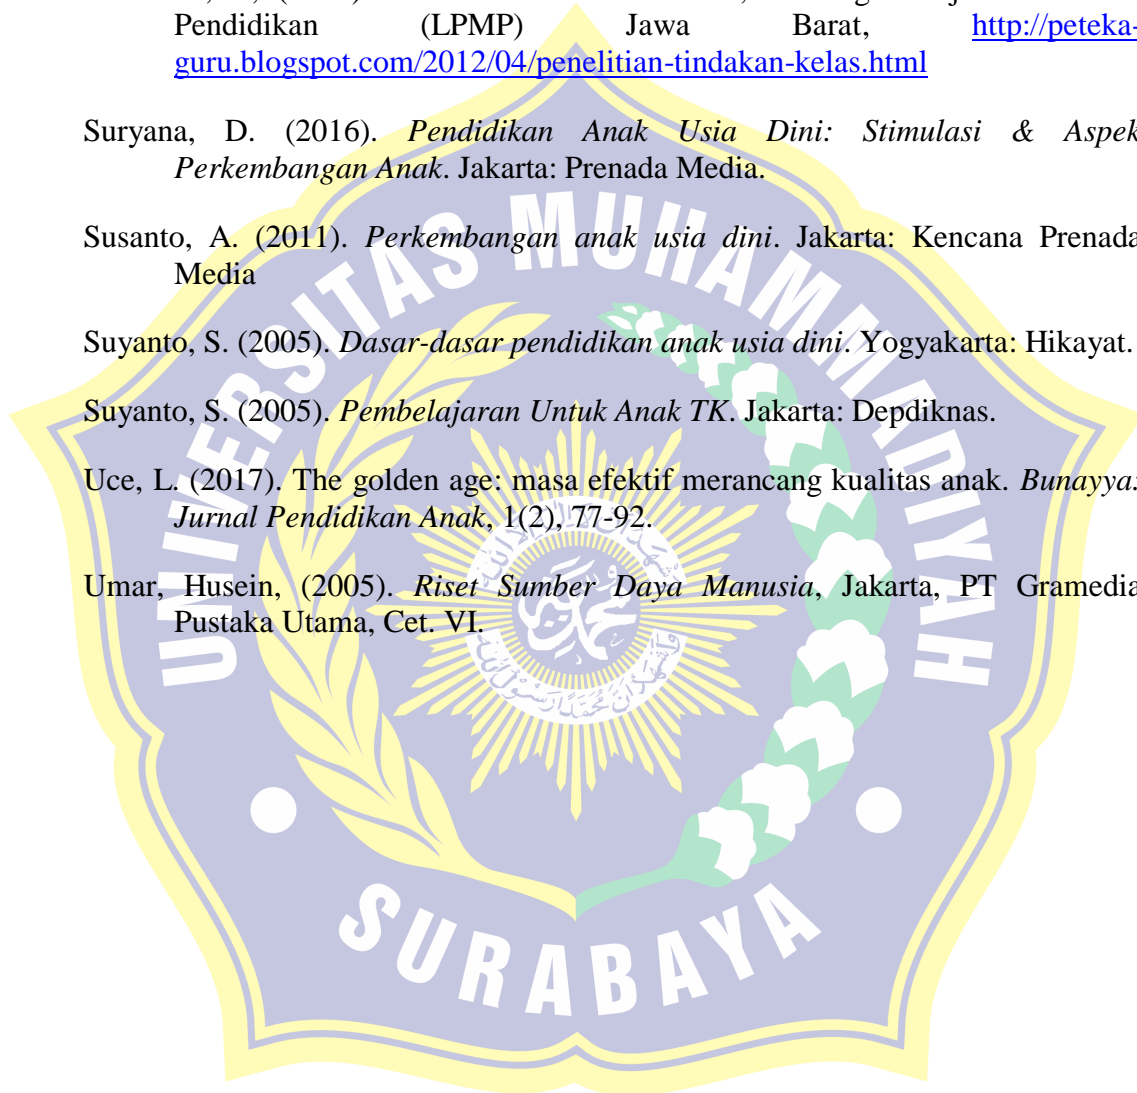 Pendidikan (LPMP) Jawa Barat, http://peteka-
guru.blogspot.com/2012/04/penelitian-tindakan-kelas.html
Suryana, D. (2016). Pendidikan Anak Usia Dini: Stimulasi & Aspek
Perkembangan Anak. Jakarta: Prenada Media.
Susanto, A. (2011). Perkembangan anak usia dini. Jakarta: Kencana Prenada
Media
Suyanto, S. (2005). Dasar-dasar pendidikan anak usia dini. Yogyakarta: Hikayat.
Suyanto, S. (2005). Pembelajaran Untuk Anak TK. Jakarta: Depdiknas.
Uce, L. (2017). The golden age: masa efektif merancang kualitas anak. Bunayya:
Jurnal Pendidikan Anak, 1(2), 77-92.
Umar, Husein, (2005). Riset Sumber Daya Manusia, Jakarta, PT Gramedia
Pustaka Utama, Cet. VI.
UNIVERSITAS MUHAMMADIYAH
SURABAYA